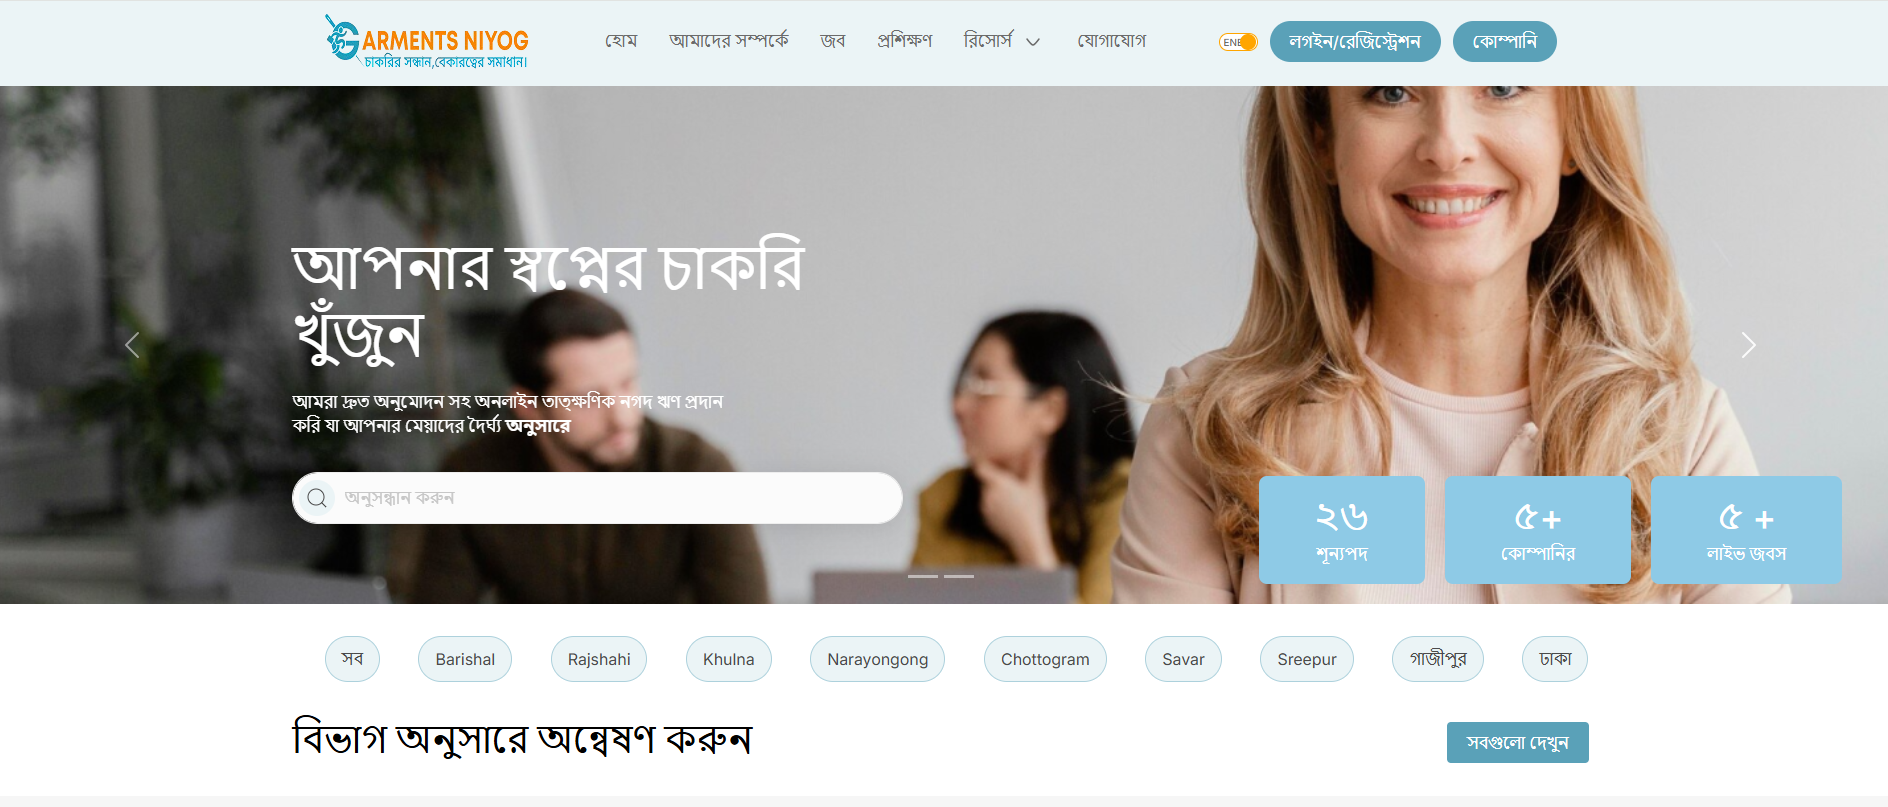 GARMENTS NIYOG
চাকরির সন্ধান,বেকারত্বের সমাধান।
হোম
আমাদের সম্পর্কে
জব
প্রশিক্ষণ
রিসোর্স
যোগাযোগ
লগইন/রেজিস্ট্রেশন
কোম্পানি
আপনার স্বপ্নের চাকরি
খুঁজুন
আমরা দ্রুত অনুমোদন সহ অনলাইন তাত্ক্ষণিক নগদ ঋণ প্রদান
করি যা আপনার মেয়াদের দৈর্ঘ্য অনুসারে
অনুসন্ধান করুন
২৬
শূন্যপদ
৫+
কোম্পানির
৫ +
লাইভ জবস
সব
Barishal
Rajshahi
Khulna
Narayongong
Chottogram
Savar
Sreepur
গাজীপুর
ঢাকা
বিভাগ অনুসারে অন্বেষণ করুন
সবগুলো দেখুন